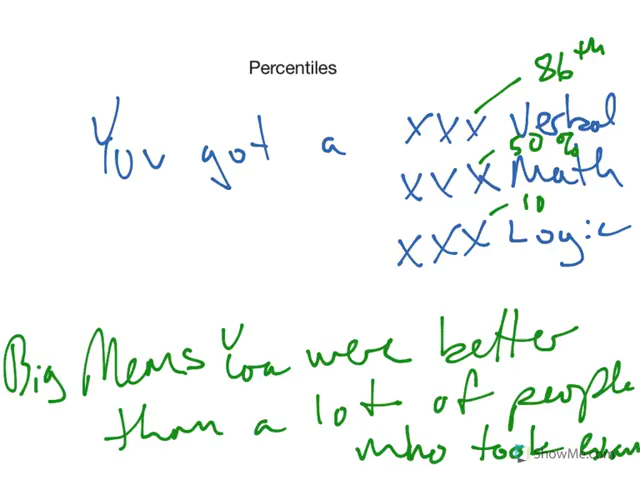 Percentiles
86th
You got a xxx Verbal
50%
xxx Math
10
xxx Logic
Big Means You were better
than a lot of people
who took exam
ShowMe.com